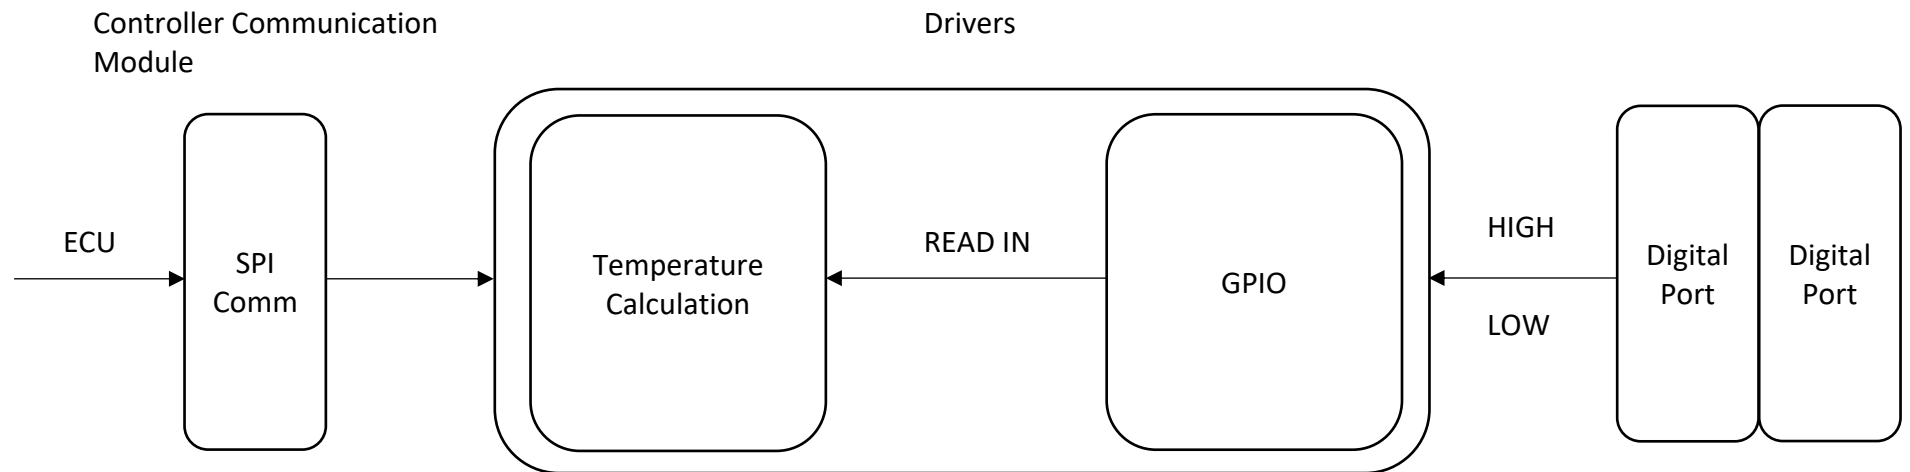 Controller Communication
Module
Drivers
ECU
SPI
Comm
Temperature
Calculation
READ IN
GPIO
HIGH
LOW
Digital
Port
Digital
Port